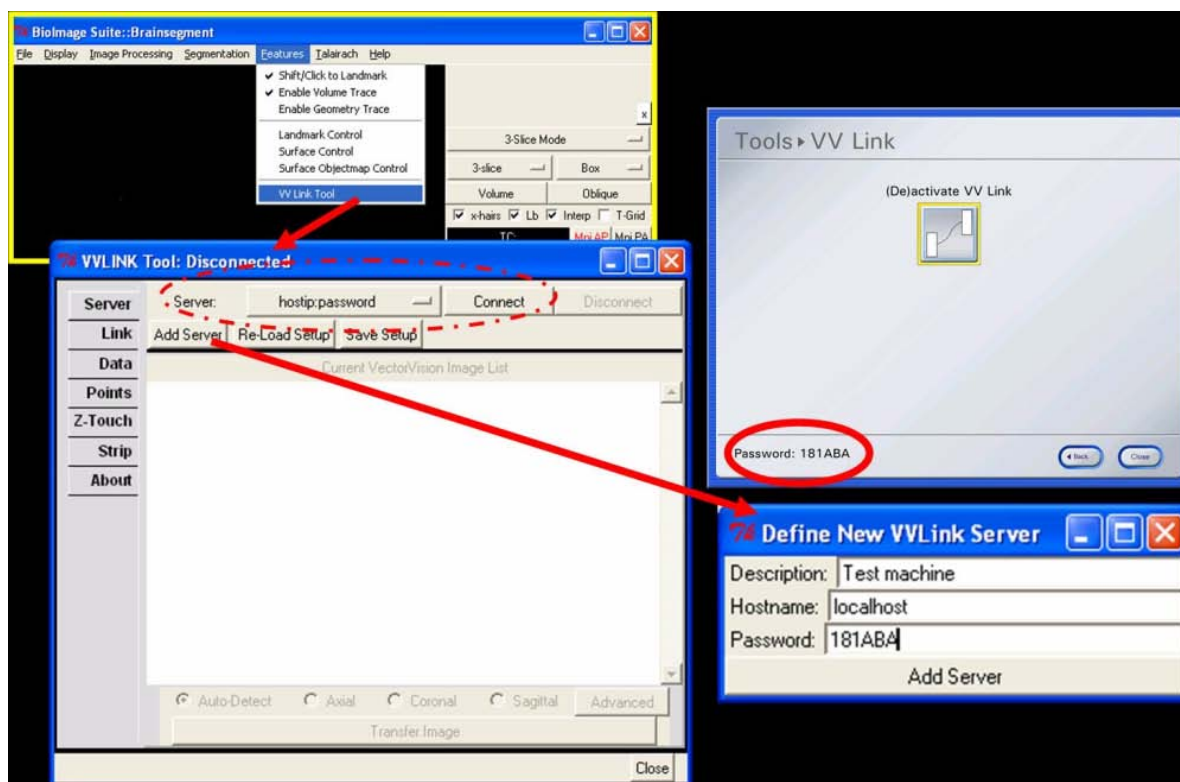 BioImage Suite::Brainsegment
File Display Image Processing Segmentation Features Talairach Help
Shift/Click to Landmark
Enable Volume Trace
Enable Geometry Trace
Landmark Control
Surface Control
Surface Objectmap Control
VV Link Tool
x
3-Slice Mode
3-slice Box
Volume Oblique
x-hairs Lb Interp T-Grid
Mni AP Mni PA
VVLINK Tool: Disconnected
Server
Link
Data
Points
Z-Touch
Strip
About
Server: hostip:password Connect Disconnect
Add Server Re-Load Setup Save Setup
Current VectorVision Image List
Auto-Detect Axial Coronal Sagittal Advanced
Transfer Image
Close
Tools VV Link
(De)activate VV Link
Password: 181ABA
Back Close
Define New VVLink Server
Description: Test machine
Hostname: localhost
Password: 181ABA
Add Server